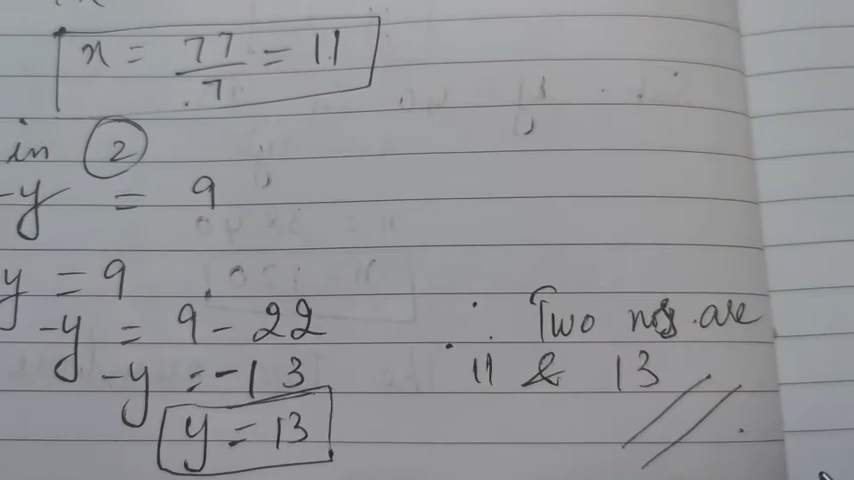 x = 77/7 = 11
in ②
-y = 9
y = 9
-y = 9 - 22
-y = -13
y = 13
∴ Two nos are
11 & 13